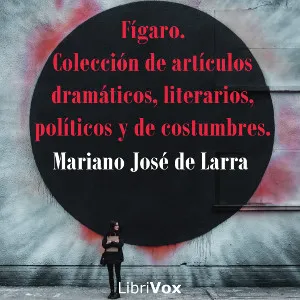 Fígaro.
Colección de artículos
dramáticos, literarios,
políticos y de costumbres.
Mariano José de Larra
LibriVox